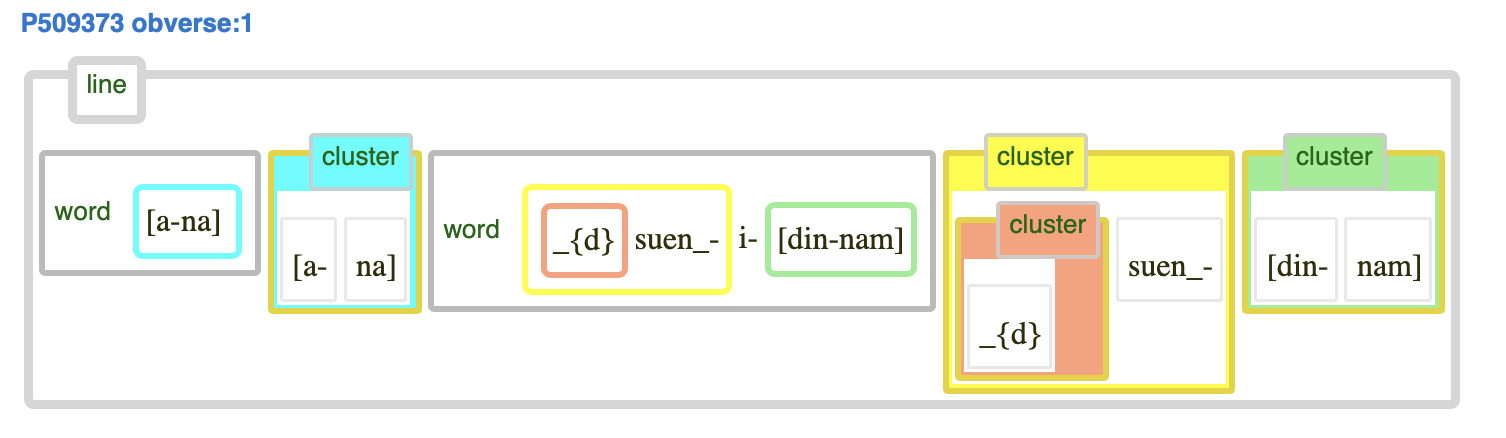 P509373 obverse:1
line
word [a-na]
cluster
[a- na]
word _{d} suen_- i- [din-nam]
cluster
cluster
_{d}
suen_-
cluster
[din- nam]